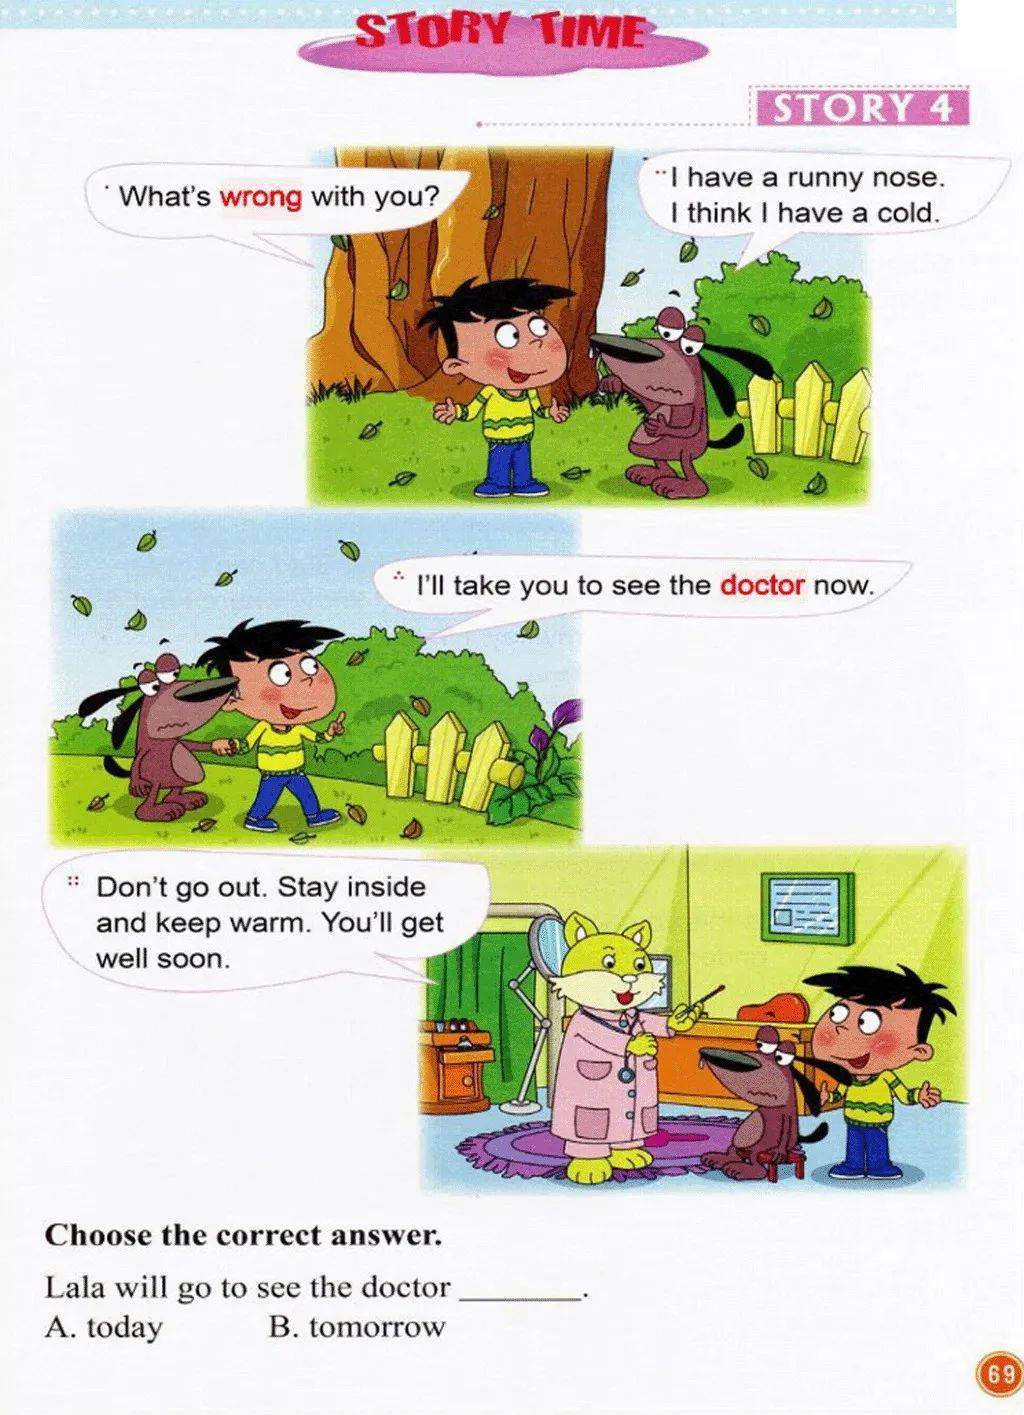 STORY TIME
STORY 4
What's wrong with you?
I have a runny nose.
I think I have a cold.
I'll take you to see the doctor now.
Don't go out. Stay inside
and keep warm. You'll get
well soon.
Choose the correct answer.
Lala will go to see the doctor ________.
A. today B. tomorrow
69